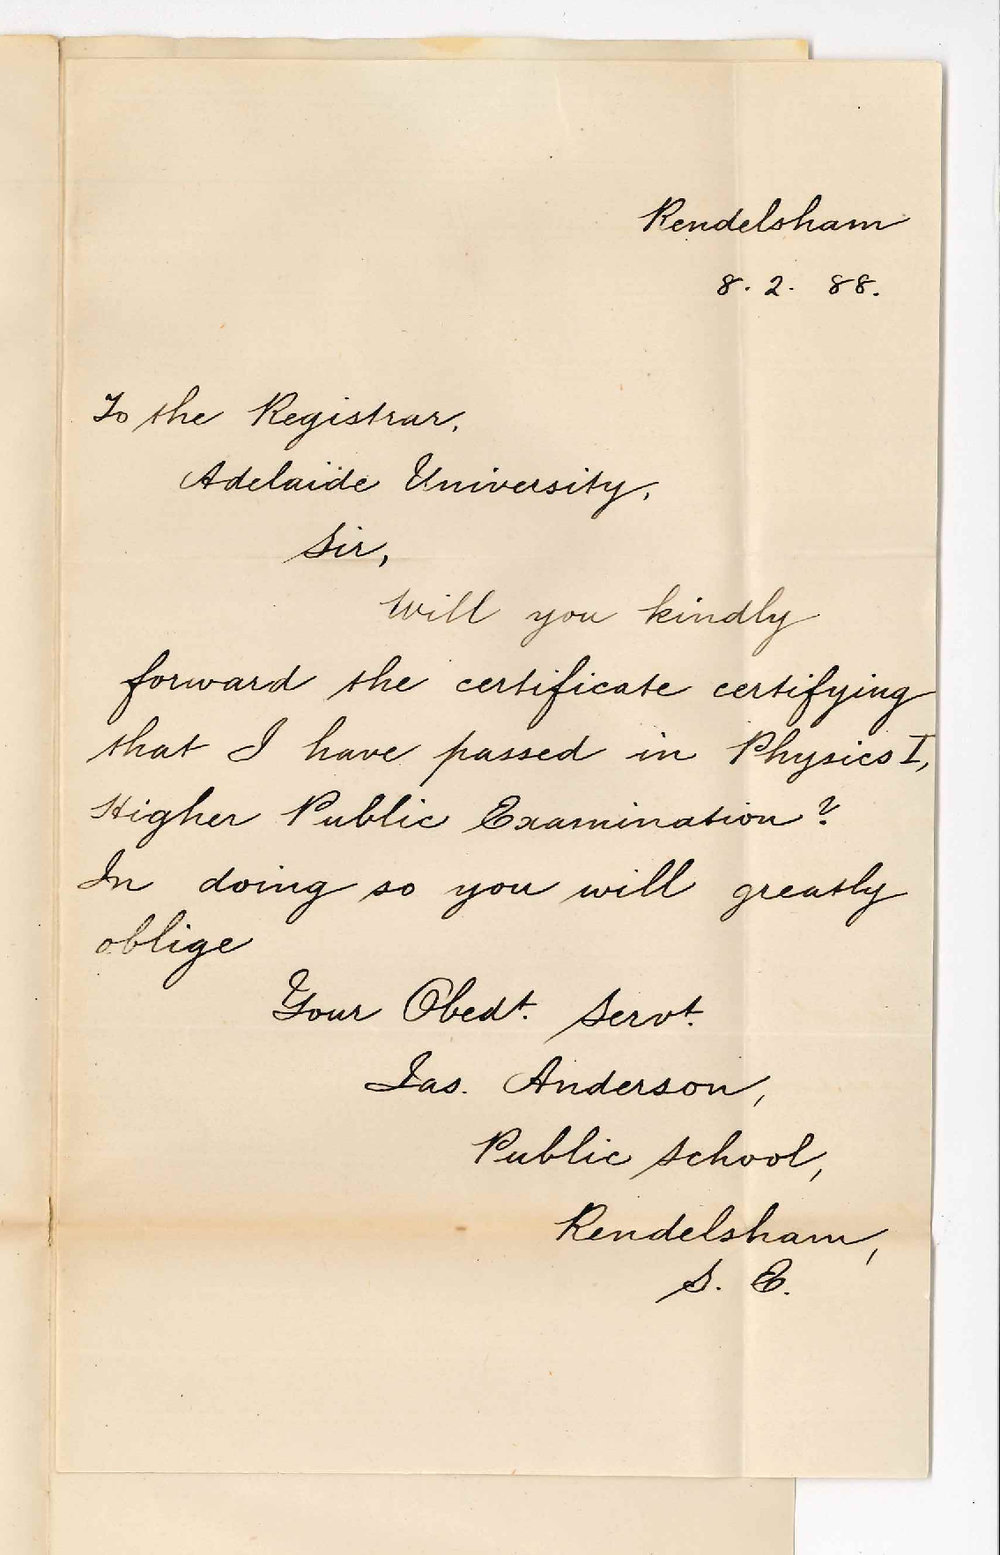 Rendelsham
8. 2. 88.
To the Registrar,
Adelaide University,
Sir,
Will you kindly
forward the certificate certifying
that I have passed in Physics I,
Higher Public Examination?
In doing so you will greatly
oblige
Your Obedt. Servt.
Jas. Anderson,
Public School,
Rendelsham,
S. E.